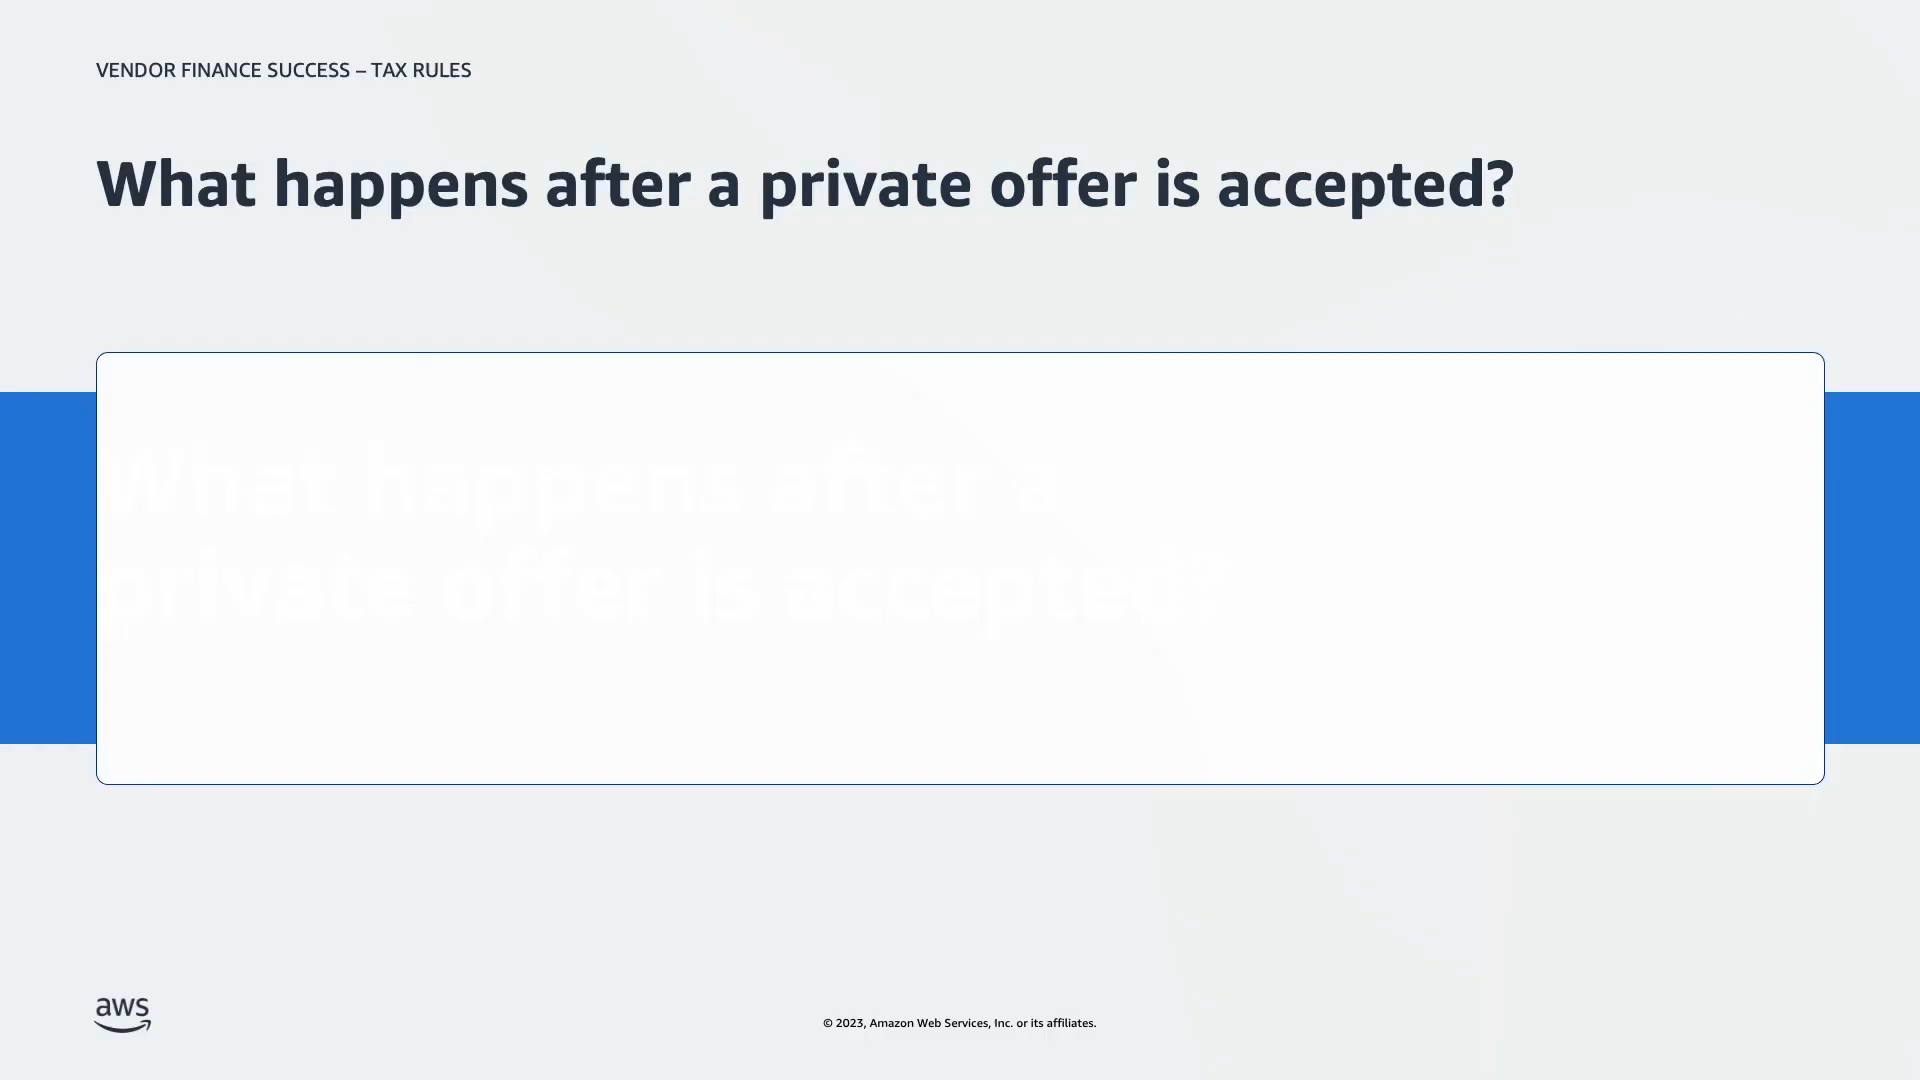 VENDOR FINANCE SUCCESS – TAX RULES
What happens after a private offer is accepted?
What happens after a
private offer is accepted?
aws
© 2023, Amazon Web Services, Inc. or its affiliates.